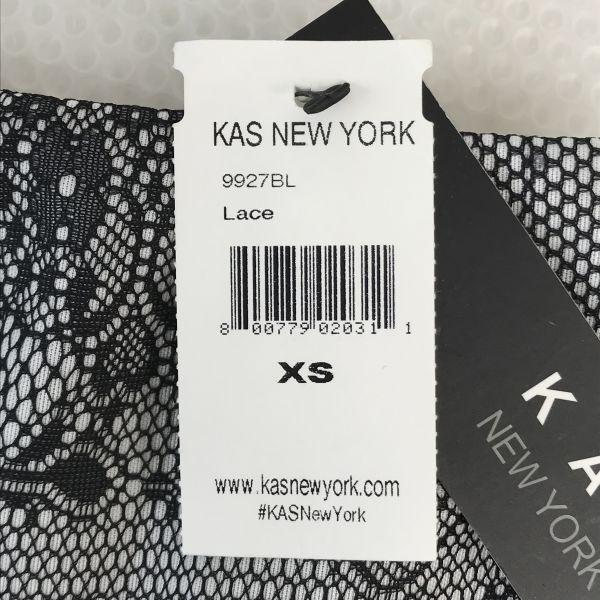 KAS NEW YORK
9927BL
Lace
8 00779 02031 1
XS
www.kasnewyork.com
#KASNewYork
K A
NEW YORK